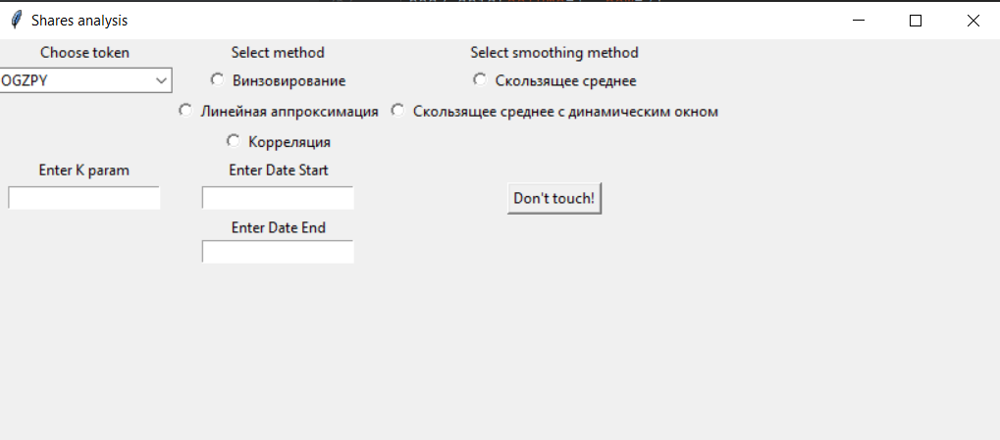 Shares analysis
Choose token Select method Select smoothing method
OGZPY Винзовирование Скользящее среднее
Линейная аппроксимация Скользящее среднее с динамическим окном
Корреляция
Enter K param Enter Date Start
Don't touch!
Enter Date End